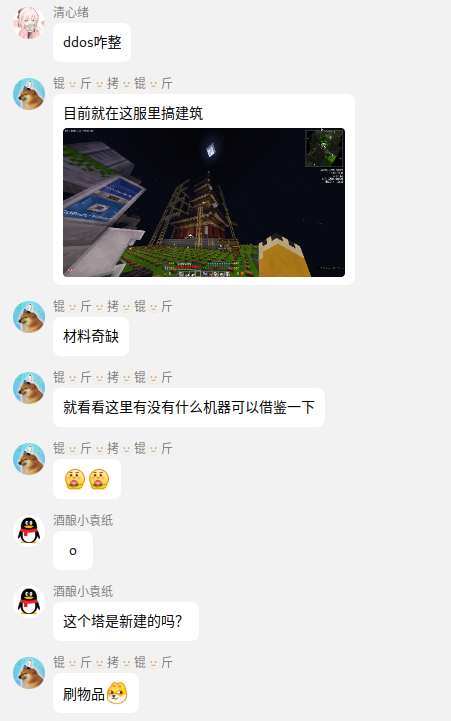 清心绪
ddos咋整
锟斤拷锟斤
目前就在这服里搞建筑
锟斤拷锟斤
材料奇缺
锟斤拷锟斤
就看看这里有没有什么机器可以借鉴一下
锟斤拷锟斤
酒酿小袁纸
o
酒酿小袁纸
这个塔是新建的吗？
锟斤拷锟斤
刷物品